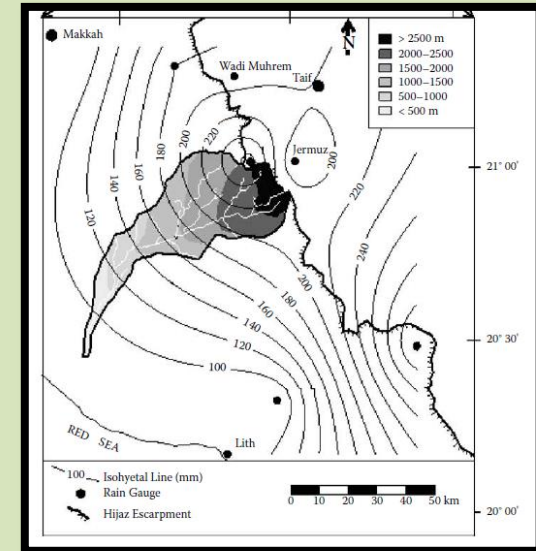 Makkah
N
> 2500 m
2000–2500
1500–2000
1000–1500
500–1000
< 500 m
Wadi Muhrem
Taif
Jermuz
21° 00'
220
200
180
160
140
120
200
220
240
200
180
160
140
120
100
20° 30'
RED SEA
Lith
100
Isohyetal Line (mm)
Rain Gauge
Hijaz Escarpment
0 10 20 30 40 50 km
20° 00'